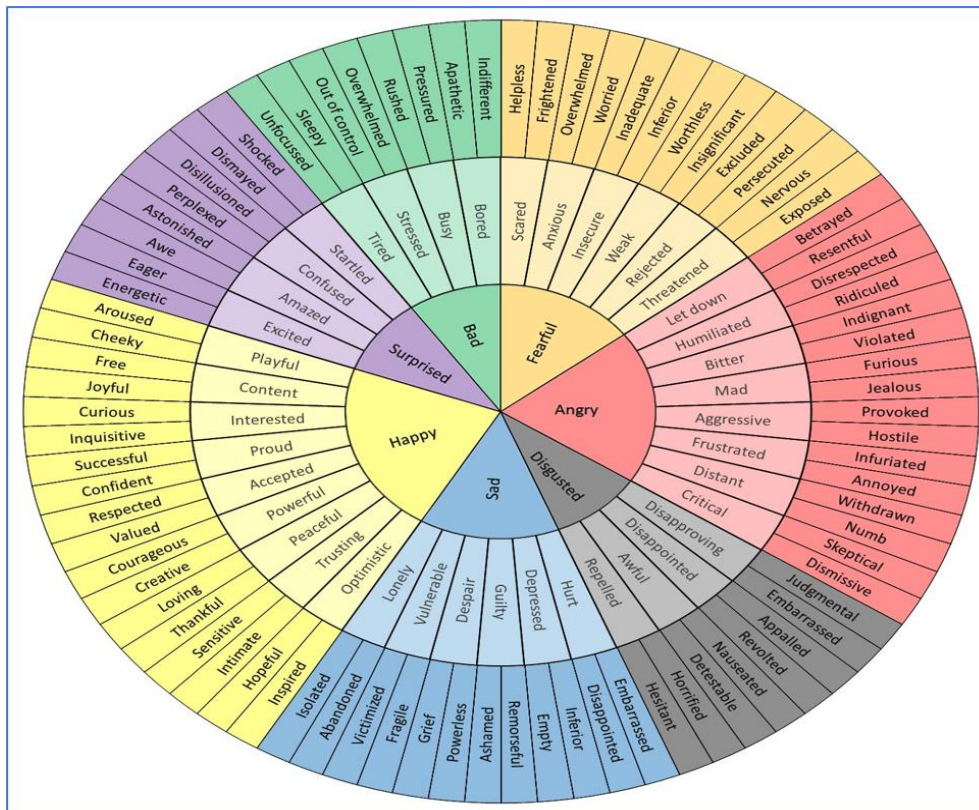 Bad
Fearful
Angry
Disgusted
Sad
Happy
Surprised
Tired
Stressed
Busy
Bored
Scared
Anxious
Insecure
Weak
Rejected
Threatened
Let down
Humiliated
Bitter
Mad
Aggressive
Frustrated
Distant
Critical
Disapproving
Disappointed
Awful
Repelled
Hurt
Depressed
Guilty
Despair
Vulnerable
Lonely
Optimistic
Trusting
Peaceful
Powerful
Accepted
Proud
Interested
Content
Playful
Excited
Amazed
Confused
Startled
Unfocussed
Sleepy
Out of control
Overwhelmed
Rushed
Pressured
Apathetic
Indifferent
Helpless
Frightened
Overwhelmed
Worried
Inadequate
Inferior
Worthless
Insignificant
Excluded
Persecuted
Nervous
Exposed
Betrayed
Resentful
Disrespected
Ridiculed
Indignant
Violated
Furious
Jealous
Provoked
Hostile
Infuriated
Annoyed
Withdrawn
Numb
Skeptical
Dismissive
Judgmental
Embarrassed
Appalled
Revolted
Nauseated
Detestable
Horrified
Hesitant
Embarrassed
Disappointed
Inferior
Empty
Remorseful
Ashamed
Powerless
Grief
Fragile
Victimized
Abandoned
Isolated
Inspired
Hopeful
Intimate
Sensitive
Thankful
Loving
Creative
Courageous
Valued
Respected
Confident
Successful
Inquisitive
Curious
Joyful
Free
Cheeky
Aroused
Energetic
Eager
Awe
Astonished
Perplexed
Disillusioned
Dismayed
Shocked